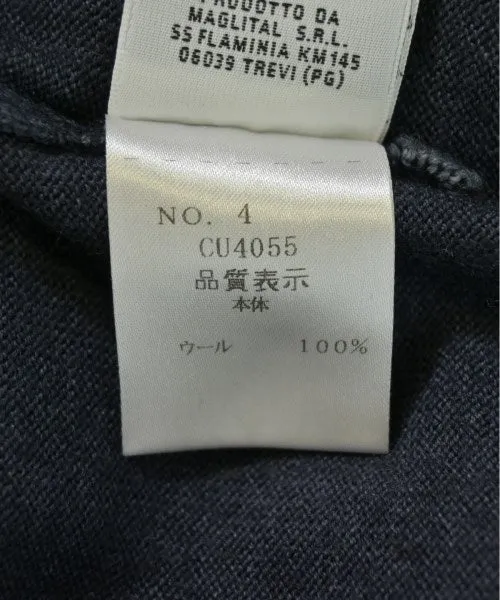 PRODOTTO DA
MAGLITAL S.R.L.
SS FLAMINIA KM145
06039 TREVI (PG)
NO. 4
CU4055
品質表示
本体
ウール 100%